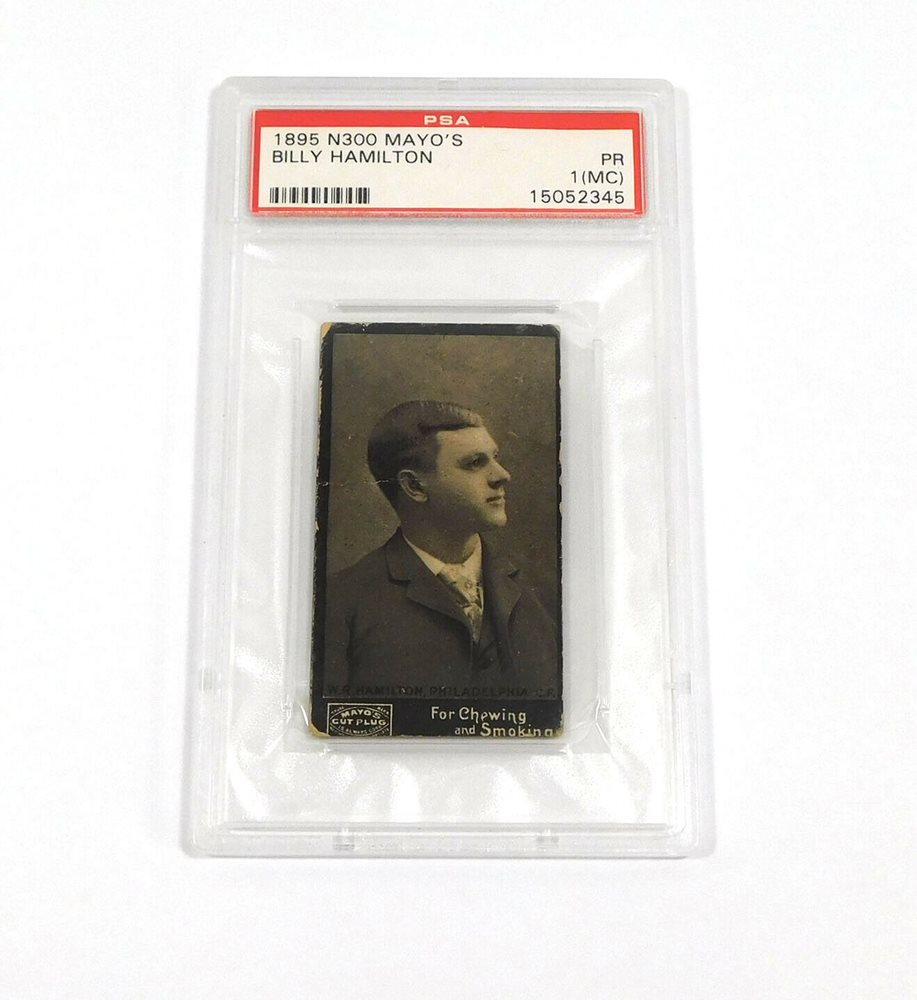 PSA
1895 N300 MAYO'S
BILLY HAMILTON
PR
1(MC)
15052345
W.R. HAMILTON, PHILADELPHIA C.F.
MAYO'S
CUT PLUG
For Chewing
and Smoking